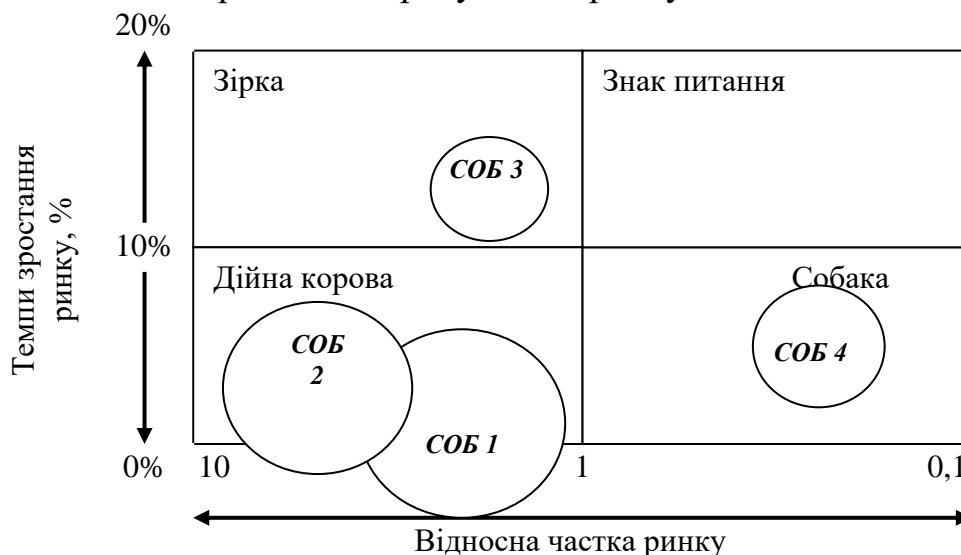 20%
Зірка
Знак питання
СОБ 3
Темпи зростання
ринку, %
10%
Дійна корова
Собака
СОБ
2
СОБ 4
СОБ 1
0%
10
1
0,1
Відносна частка ринку